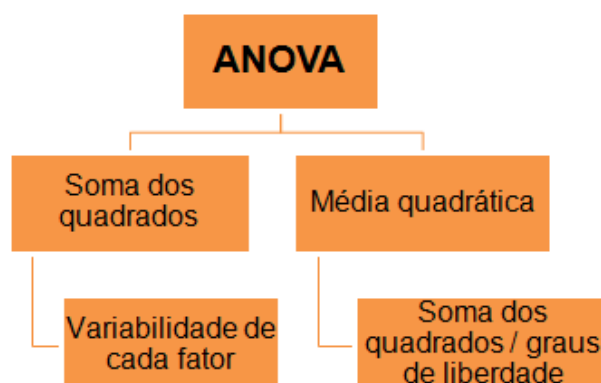 ANOVA
Soma dos
quadrados
Média quadrática
Variabilidade de
cada fator
Soma dos
quadrados / graus
de liberdade